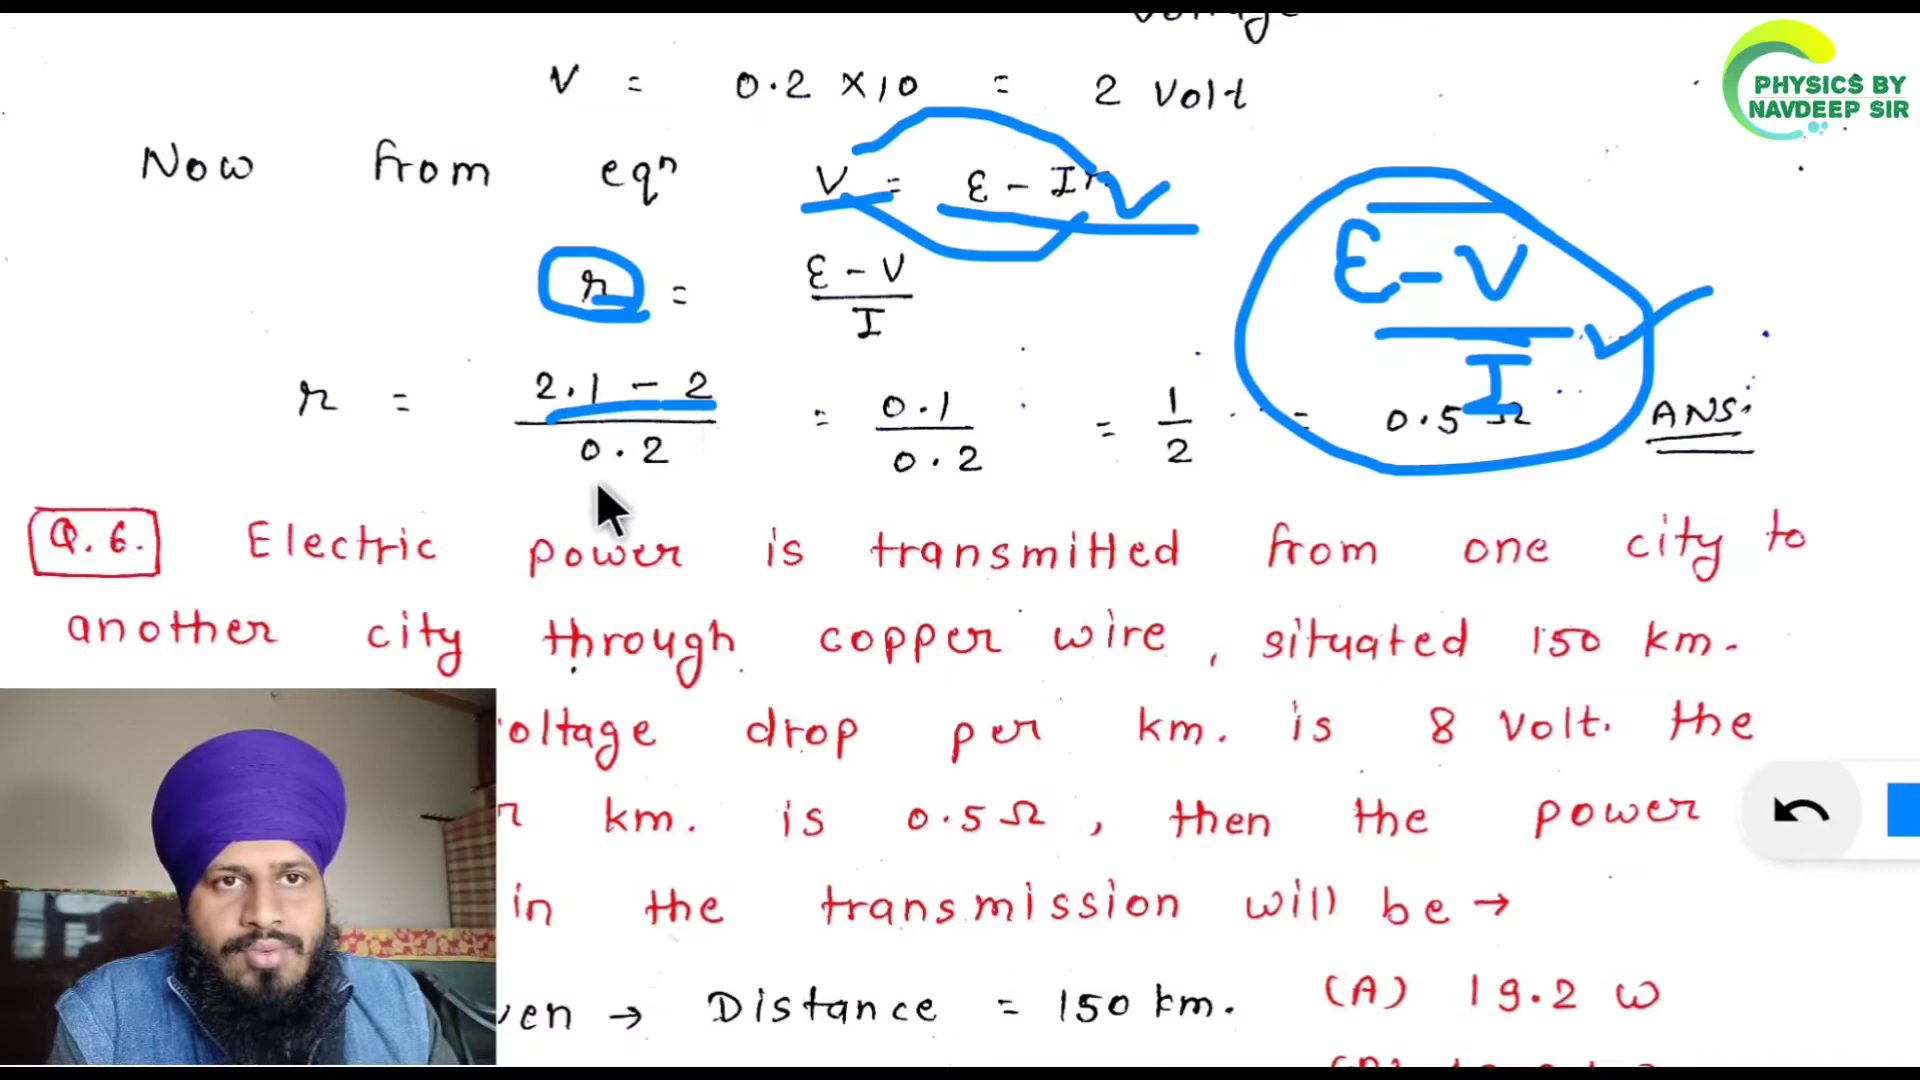 PHYSICS BY
NAVDEEP SIR
V = 0.2 × 10 = 2 Volt
Now from eqⁿ V = ε - Ir
r = ε - V / I
ε - V / I
r = 2.1 - 2 / 0.2 = 0.1 / 0.2 = 1 / 2 = 0.5 Ω ANS.
Q.6. Electric power is transmitted from one city to
another city through copper wire, situated 150 km.
oltage drop per km. is 8 Volt. the
km. is 0.5 Ω, then the power
in the transmission will be →
ven → Distance = 150 km. (A) 19.2 W